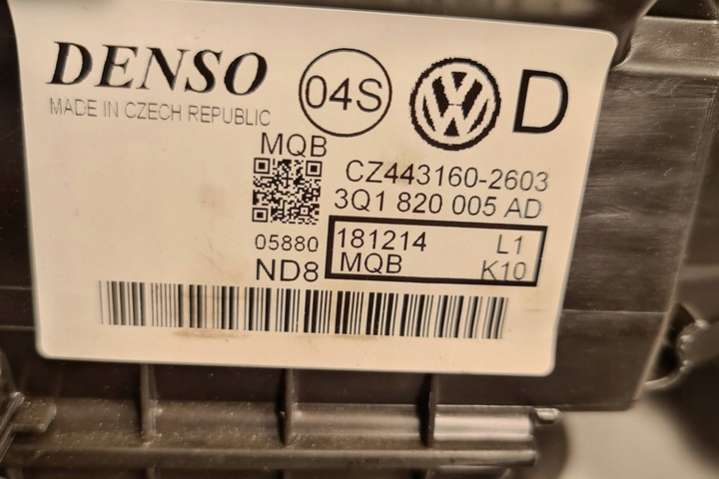 DENSO
MADE IN CZECH REPUBLIC
04S
D
MQB
CZ443160-2603
3Q1 820 005 AD
05880
181214 L1
ND8
MQB K10